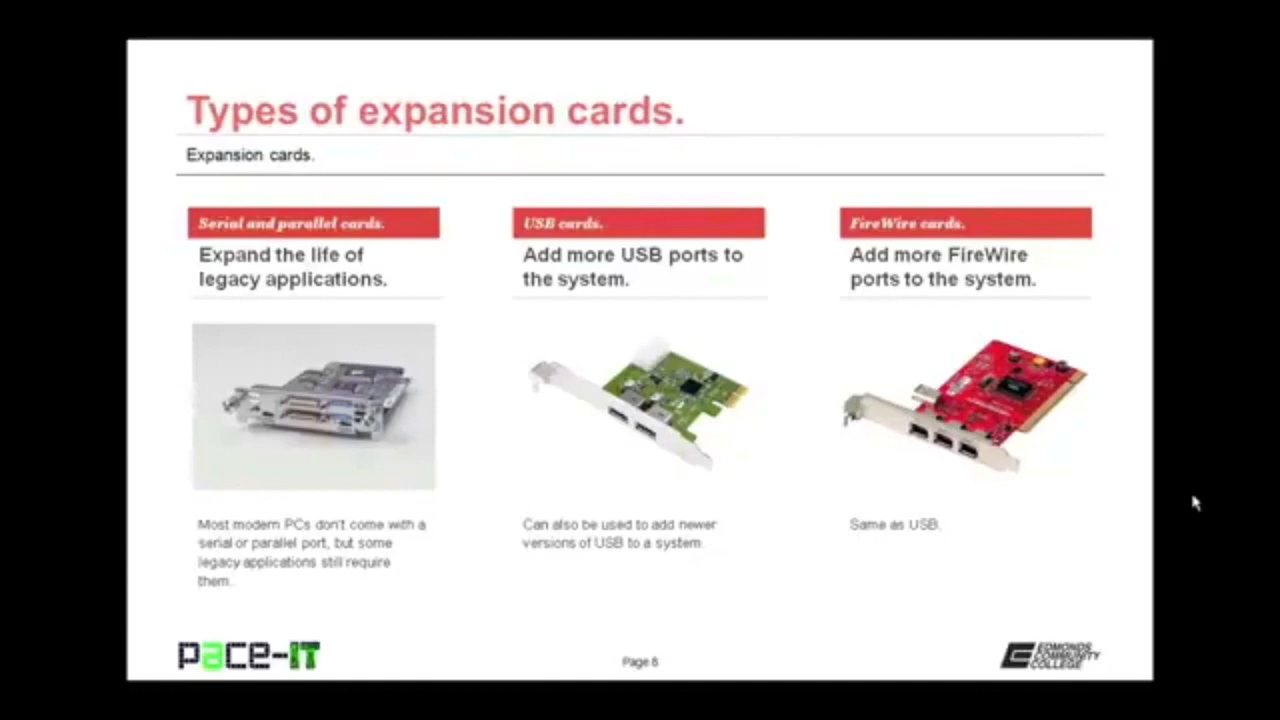 Types of expansion cards.
Expansion cards.
Serial and parallel cards.
Expand the life of
legacy applications.
Most modern PCs don't come with a
serial or parallel port, but some
legacy applications still require
them.
USB cards.
Add more USB ports to
the system.
Can also be used to add newer
versions of USB to a system.
FireWire cards.
Add more FireWire
ports to the system.
Same as USB.
pace-IT
Page 6
EDMONDS
COMMUNITY
COLLEGE